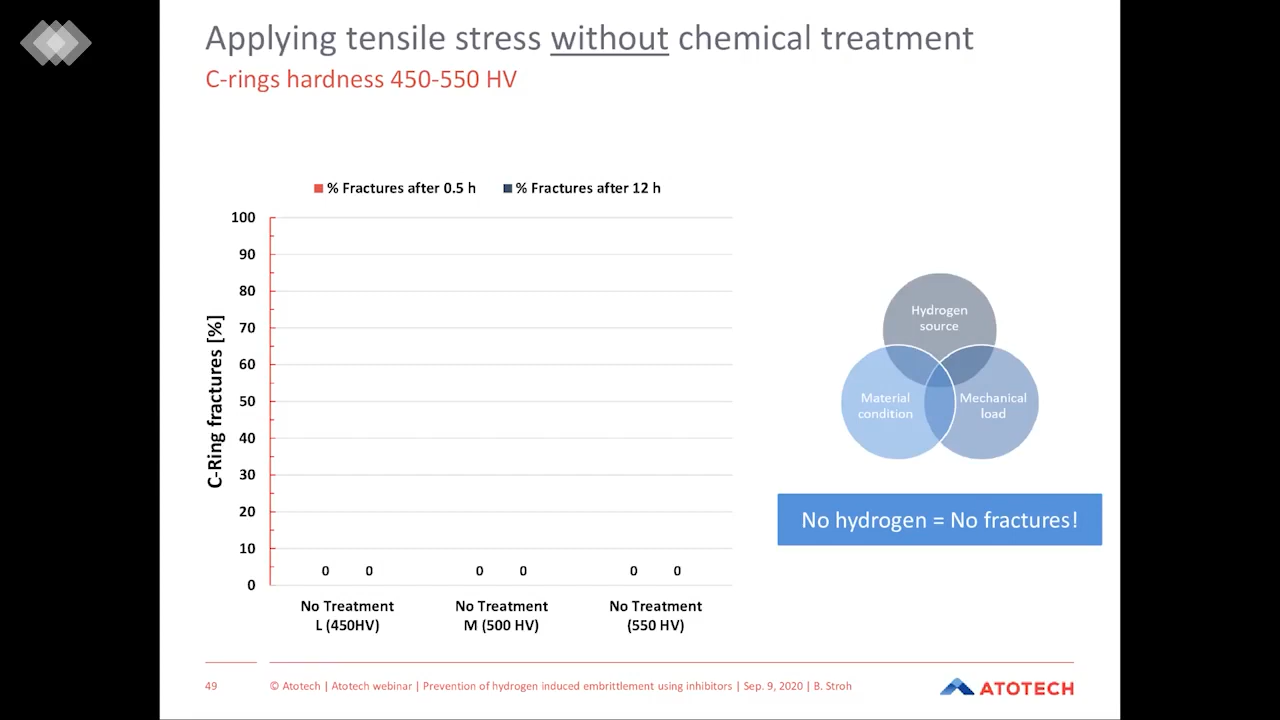 Applying tensile stress without chemical treatment
C-rings hardness 450-550 HV
% Fractures after 0.5 h
% Fractures after 12 h
C-Ring fractures [%]
100
90
80
70
60
50
40
30
20
10
0
0 0
0 0
0 0
No Treatment
L (450HV)
No Treatment
M (500 HV)
No Treatment
(550 HV)
Hydrogen
source
Material
condition
Mechanical
load
No hydrogen = No fractures!
49
© Atotech | Atotech webinar | Prevention of hydrogen induced embrittlement using inhibitors | Sep. 9, 2020 | B. Stroh
ATOTECH